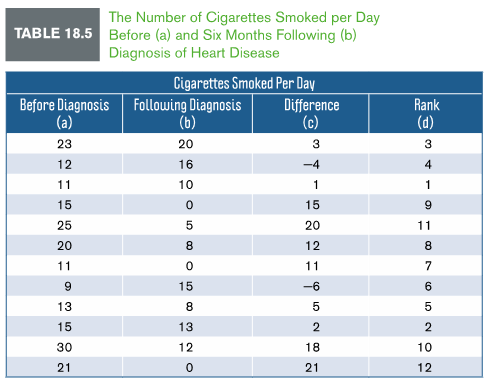 TABLE 18.5
The Number of Cigarettes Smoked per Day
Before (a) and Six Months Following (b)
Diagnosis of Heart Disease
Cigarettes Smoked Per Day
Before Diagnosis Following Diagnosis Difference Rank
(a) (b) (c) (d)
23 20 3 3
12 16 −4 4
11 10 1 1
15 0 15 9
25 5 20 11
20 8 12 8
11 0 11 7
9 15 −6 6
13 8 5 5
15 13 2 2
30 12 18 10
21 0 21 12